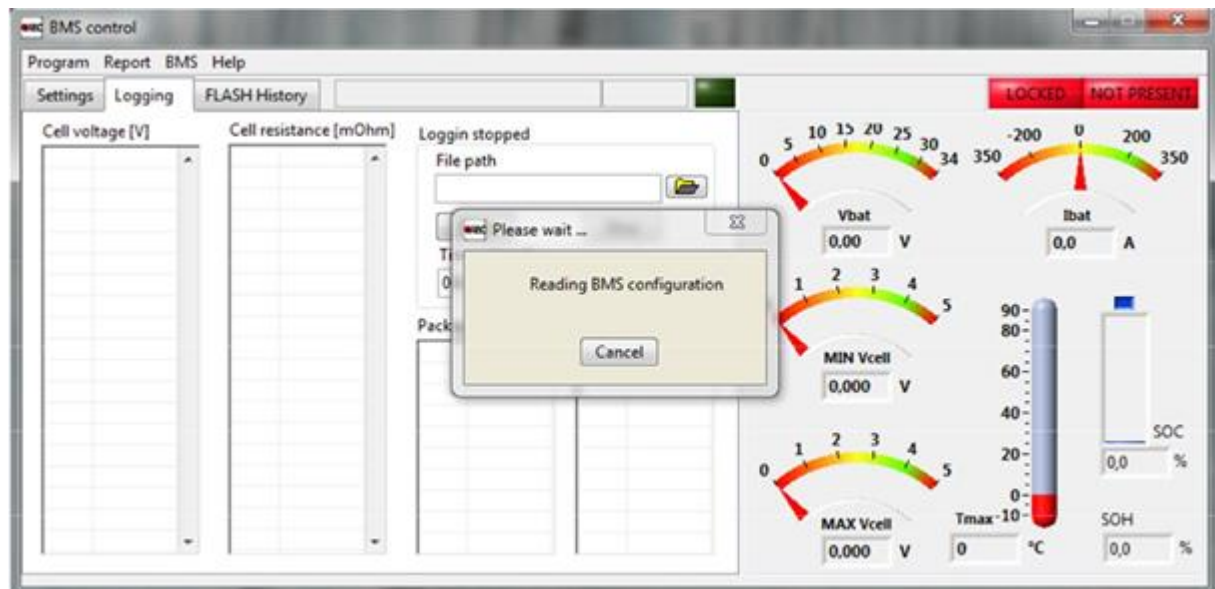 BMS control
Program Report BMS Help
Settings Logging FLASH History
LOCKED NOT PRESENT
Cell voltage [V]
Cell resistance [mOhm]
Loggin stopped
File path
Please wait ...
Reading BMS configuration
Cancel
0 5 10 15 20 25 30 34
Vbat
0,00 V
350 -200 0 200 350
Ibat
0,0 A
1 2 3 4 5
MIN Vcell
0,000 V
0 1 2 3 4 5
MAX Vcell
0,000 V
90
80
60
40
20
0
-10
Tmax
0 °C
SOC
0,0 %
SOH
0,0 %